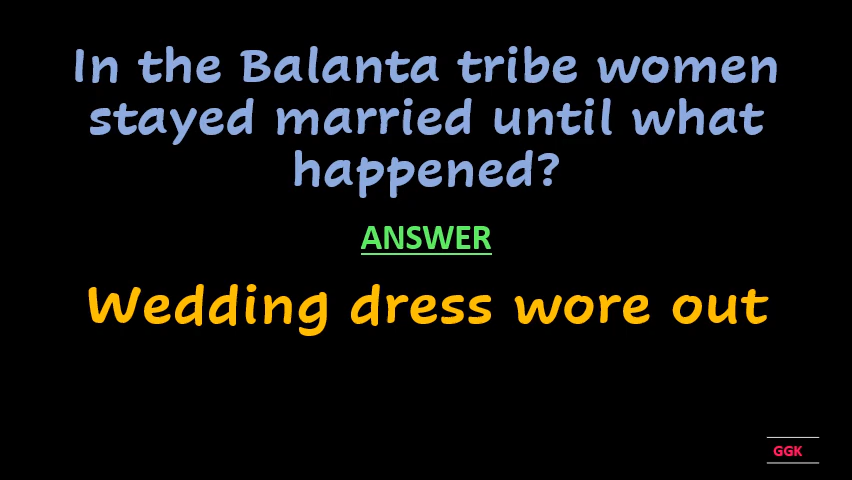 In the Balanta tribe women
stayed married until what
happened?
ANSWER
Wedding dress wore out
GGK